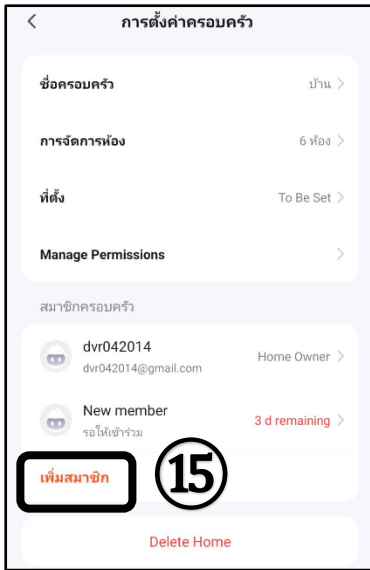 การตั้งค่าครอบครัว
ชื่อครอบครัว บ้าน
การจัดการห้อง 6 ห้อง
ที่ตั้ง To Be Set
Manage Permissions
สมาชิกครอบครัว
dvr042014
dvr042014@gmail.com
Home Owner
New member
รอให้เข้าร่วม
3 d remaining
เพิ่มสมาชิก
15
Delete Home